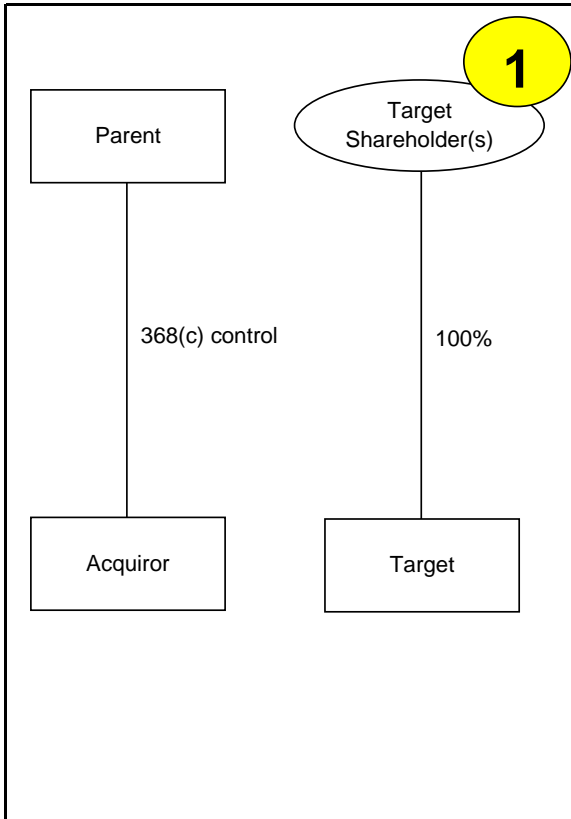 1
Parent
Target
Shareholder(s)
368(c) control
100%
Acquiror
Target